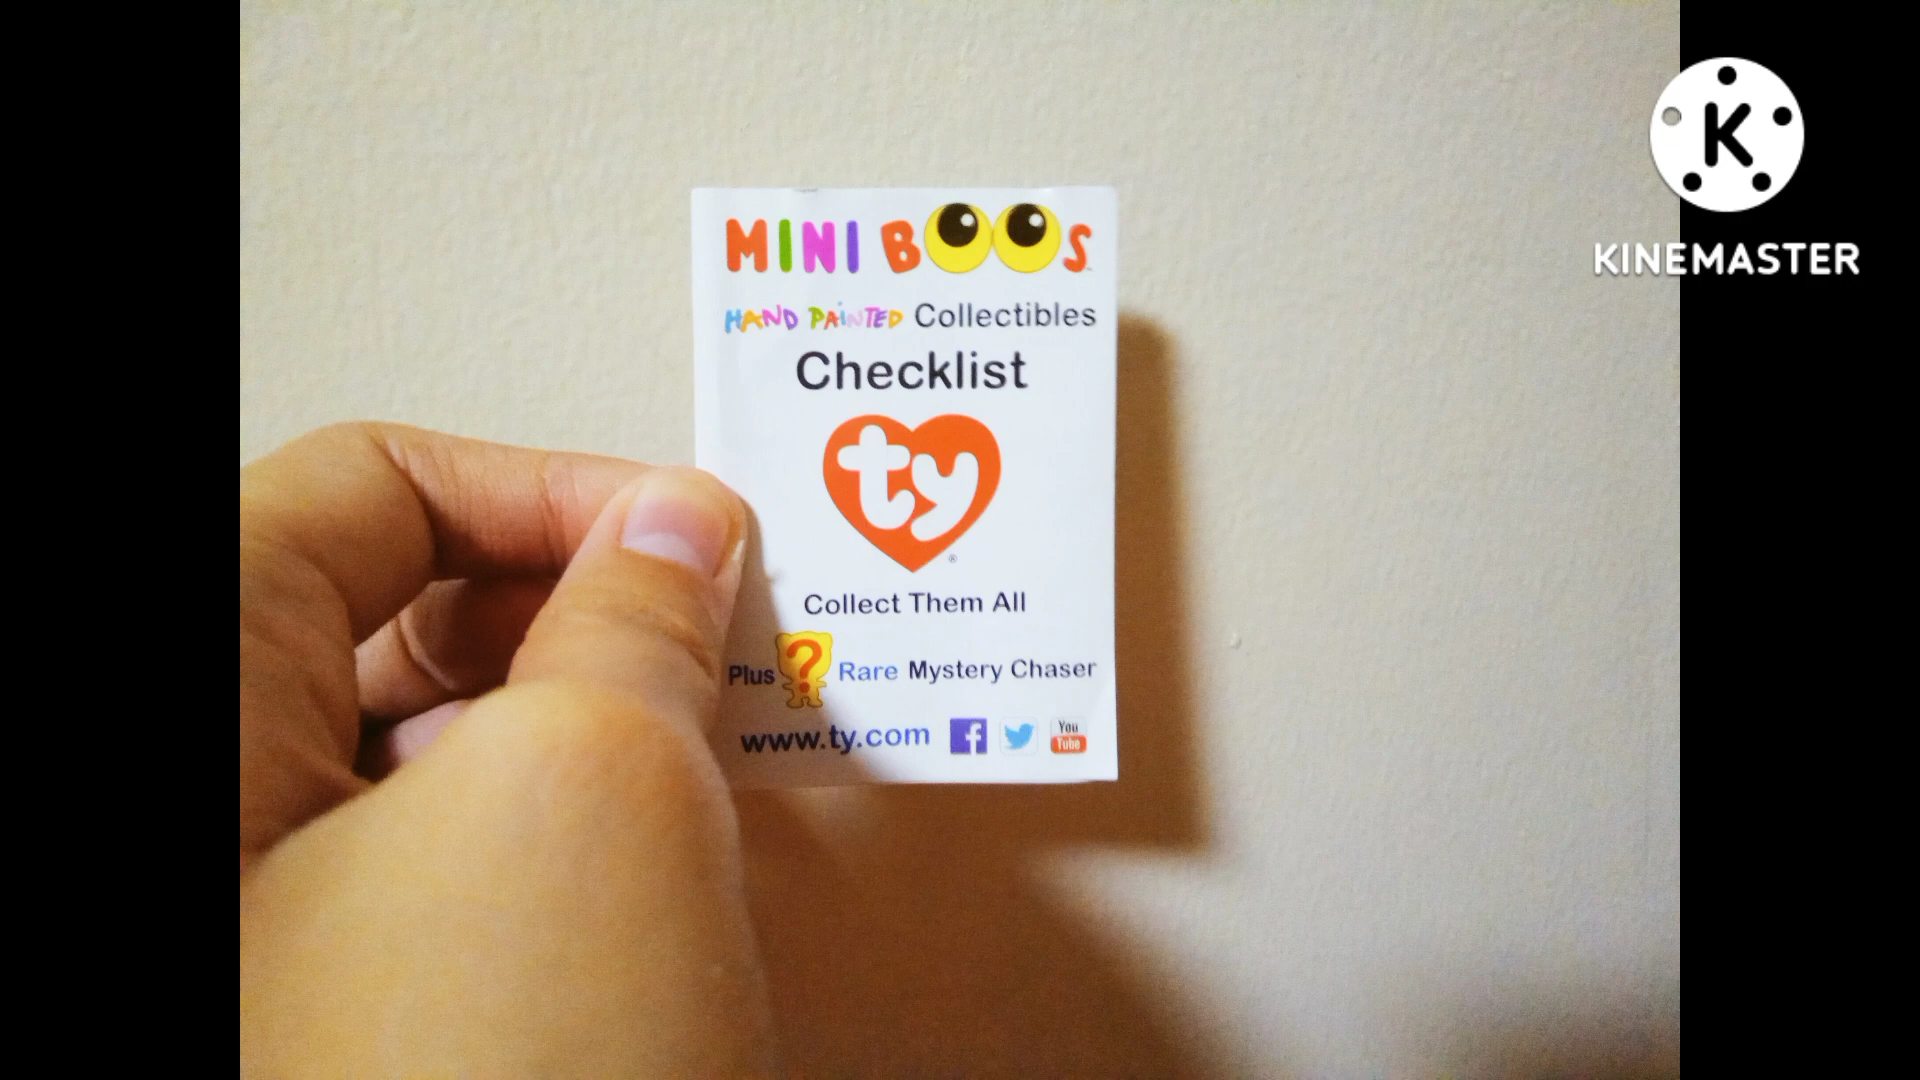 MINI BOOS
HAND PAINTED Collectibles
Checklist
ty
®
Collect Them All
Plus ? Rare Mystery Chaser
www.ty.com f You Tube
K
KINEMASTER